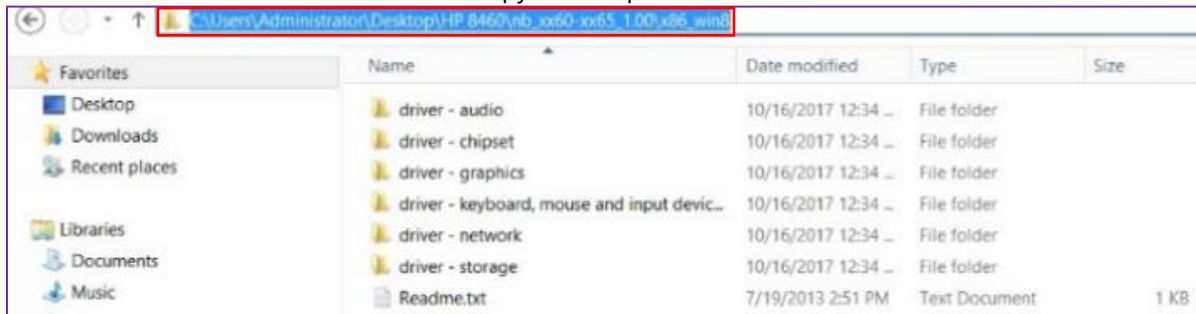 C:\Users\Administrator\Desktop\HP 8460\nb_xx60-xx65_1.00\x86_win8
Name Date modified Type Size
Favorites
Desktop
Downloads
Recent places
Libraries
Documents
Music
driver - audio 10/16/2017 12:34 ... File folder
driver - chipset 10/16/2017 12:34 ... File folder
driver - graphics 10/16/2017 12:34 ... File folder
driver - keyboard, mouse and input devic... 10/16/2017 12:34 ... File folder
driver - network 10/16/2017 12:34 ... File folder
driver - storage 10/16/2017 12:34 ... File folder
Readme.txt 7/19/2013 2:51 PM Text Document 1 KB